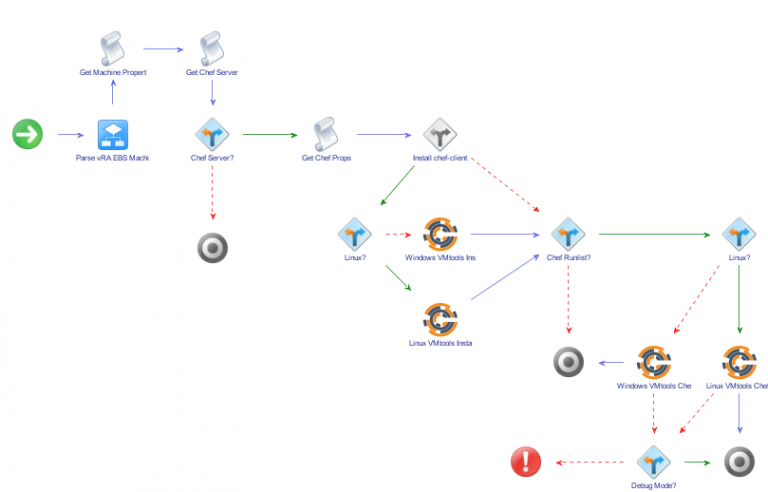 Get Machine Propert
Get Chef Server
Parse vRA EBS Machi
Chef Server?
Get Chef Props
Install chef-client
Linux?
Windows VMtools Ins
Chef Runlist?
Linux?
Linux VMtools Insta
Windows VMtools Che
Linux VMtools Chef
Debug Mode?